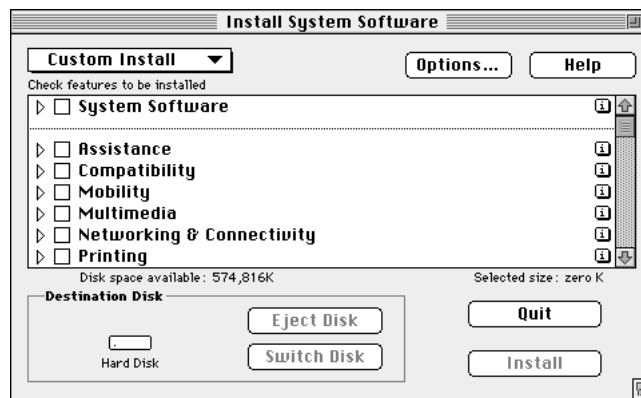 Install System Software
Custom Install
Options...
Help
Check features to be installed
System Software
Assistance
Compatibility
Mobility
Multimedia
Networking & Connectivity
Printing
Disk space available: 574,816K
Selected size: zero K
Destination Disk
Eject Disk
Quit
Hard Disk
Switch Disk
Install